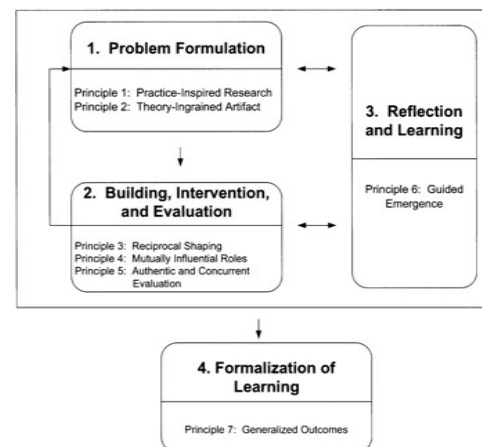 1. Problem Formulation
Principle 1: Practice-Inspired Research
Principle 2: Theory-Ingrained Artifact
2. Building, Intervention,
and Evaluation
Principle 3: Reciprocal Shaping
Principle 4: Mutually Influential Roles
Principle 5: Authentic and Concurrent
Evaluation
3. Reflection
and Learning
Principle 6: Guided
Emergence
4. Formalization of
Learning
Principle 7: Generalized Outcomes